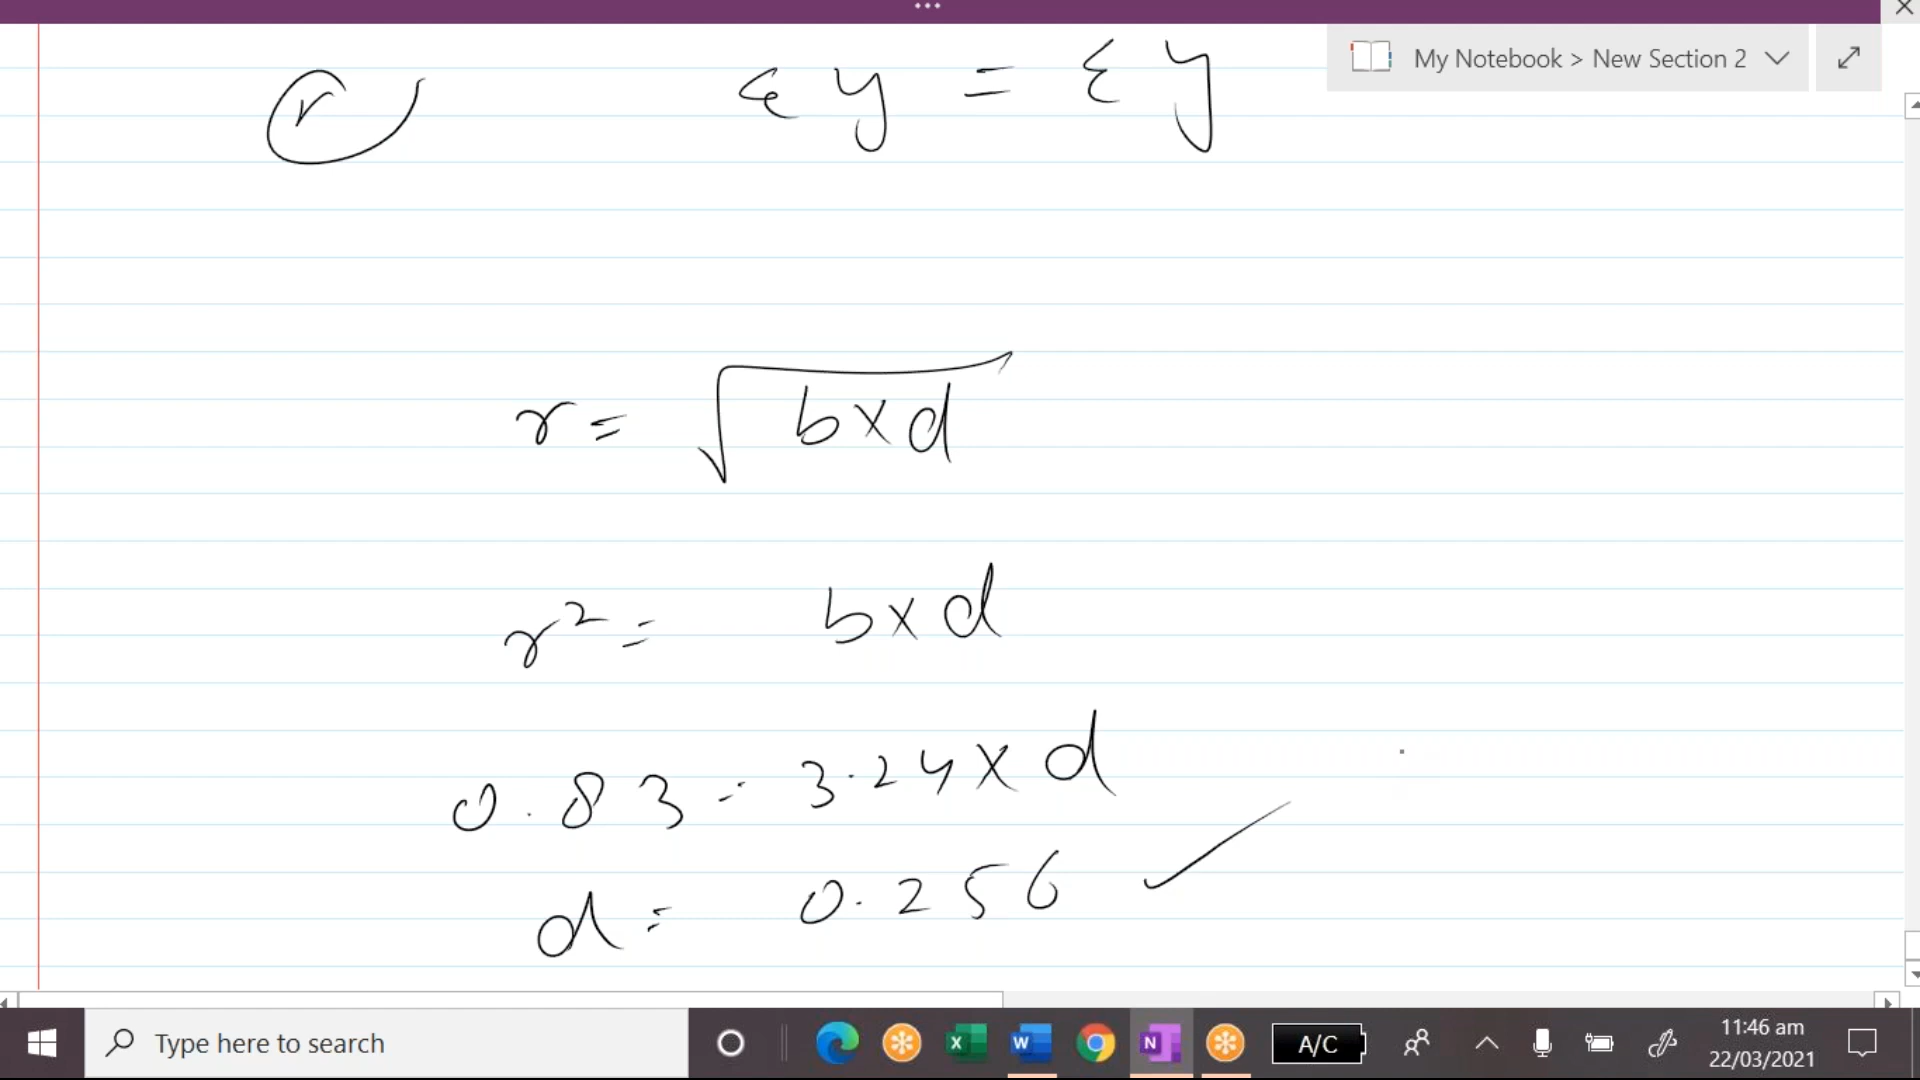 My Notebook > New Section 2
r
Σy = Σy
r = √b×d
r² = b×d
0.83 = 3.24 × d
d = 0.256 ✓
Type here to search
A/C
11:46 am
22/03/2021